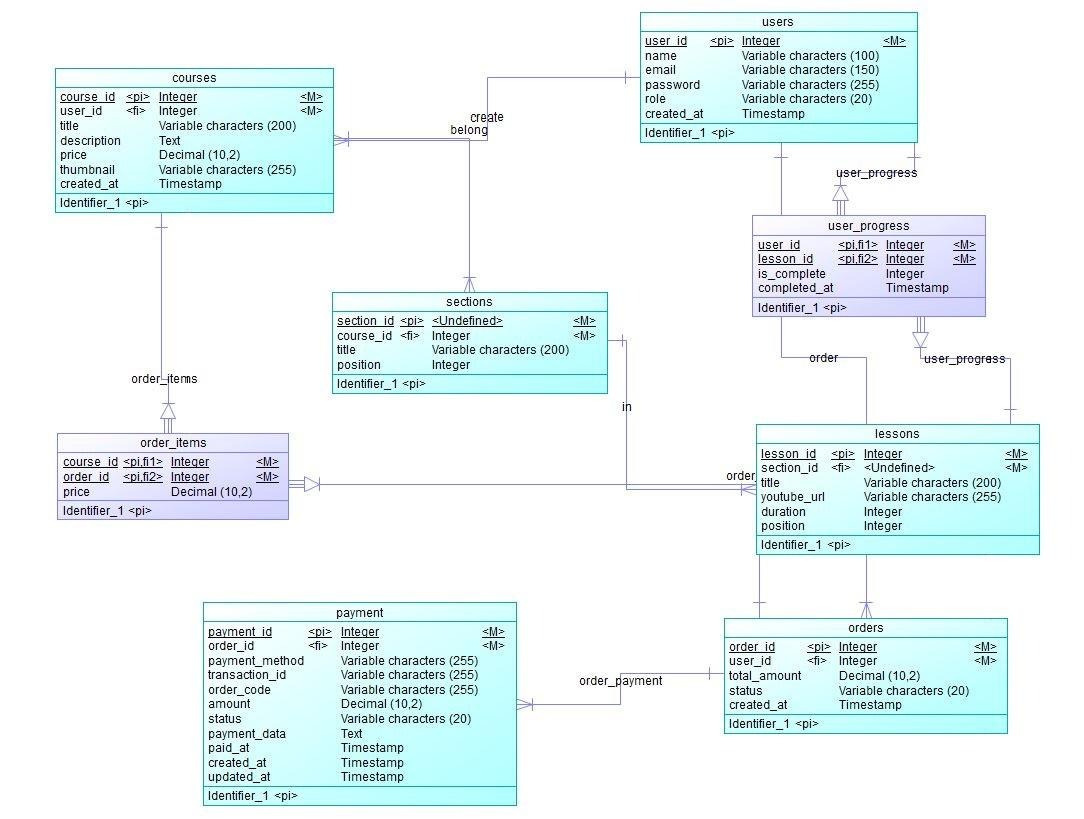 users
user_id <pi> Integer <M>
name Variable characters (100)
email Variable characters (150)
password Variable characters (255)
role Variable characters (20)
created_at Timestamp
Identifier_1 <pi>
courses
course_id <pi> Integer <M>
user_id <fi> Integer <M>
title Variable characters (200)
description Text
price Decimal (10,2)
thumbnail Variable characters (255)
created_at Timestamp
Identifier_1 <pi>
create
belong
user_progress
user_progress
user_id <pi,fi1> Integer <M>
lesson_id <pi,fi2> Integer <M>
is_complete Integer
completed_at Timestamp
Identifier_1 <pi>
sections
section_id <pi> <Undefined> <M>
course_id <fi> Integer <M>
title Variable characters (200)
position Integer
Identifier_1 <pi>
order
user_progress
order_items
in
order_items
course_id <pi,fi1> Integer <M>
order_id <pi,fi2> Integer <M>
price Decimal (10,2)
Identifier_1 <pi>
order
lessons
lesson_id <pi> Integer <M>
section_id <fi> <Undefined> <M>
title Variable characters (200)
youtube_url Variable characters (255)
duration Integer
position Integer
Identifier_1 <pi>
payment
payment_id <pi> Integer <M>
order_id <fi> Integer <M>
payment_method Variable characters (255)
transaction_id Variable characters (255)
order_code Variable characters (255)
amount Decimal (10,2)
status Variable characters (20)
payment_data Text
paid_at Timestamp
created_at Timestamp
updated_at Timestamp
Identifier_1 <pi>
order_payment
orders
order_id <pi> Integer <M>
user_id <fi> Integer <M>
total_amount Decimal (10,2)
status Variable characters (20)
created_at Timestamp
Identifier_1 <pi>